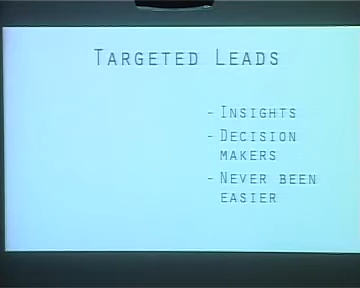 TARGETED LEADS
- INSIGHTS
- DECISION
MAKERS
- NEVER BEEN
EASIER